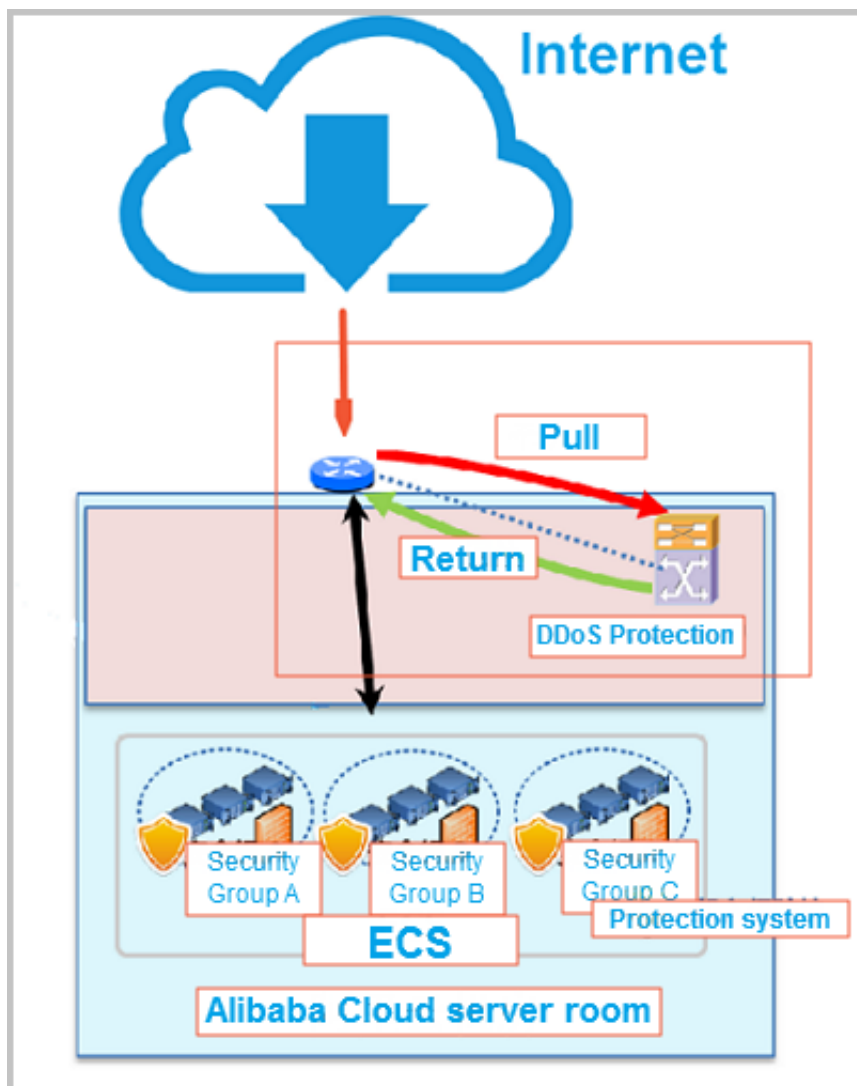 Internet
Pull
Return
DDoS Protection
Security
Group A
Security
Group B
Security
Group C
Protection system
ECS
Alibaba Cloud server room